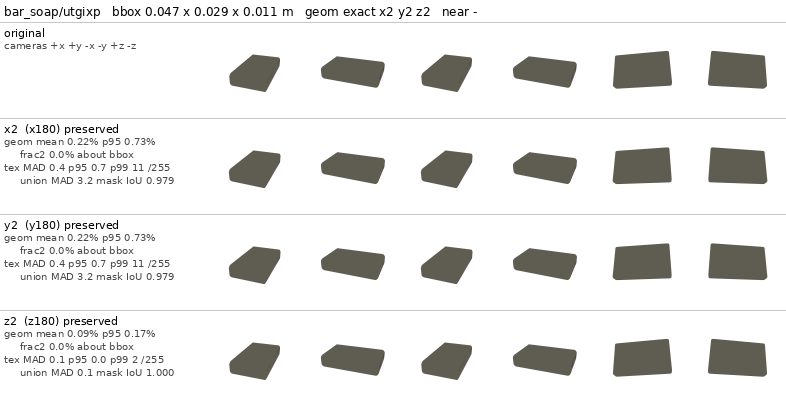 bar_soap/utgixp   bbox 0.047 x 0.029 x 0.011 m   geom exact x2 y2 z2   near -
original
cameras +x +y -x -y +z -z
x2  (x180) preserved
geom mean 0.22% p95 0.73%
frac2 0.0% about bbox
tex MAD 0.4 p95 0.7 p99 11 /255
union MAD 3.2 mask IoU 0.979
y2  (y180) preserved
geom mean 0.22% p95 0.73%
frac2 0.0% about bbox
tex MAD 0.4 p95 0.7 p99 11 /255
union MAD 3.2 mask IoU 0.979
z2  (z180) preserved
geom mean 0.09% p95 0.17%
frac2 0.0% about bbox
tex MAD 0.1 p95 0.0 p99 2 /255
union MAD 0.1 mask IoU 1.000